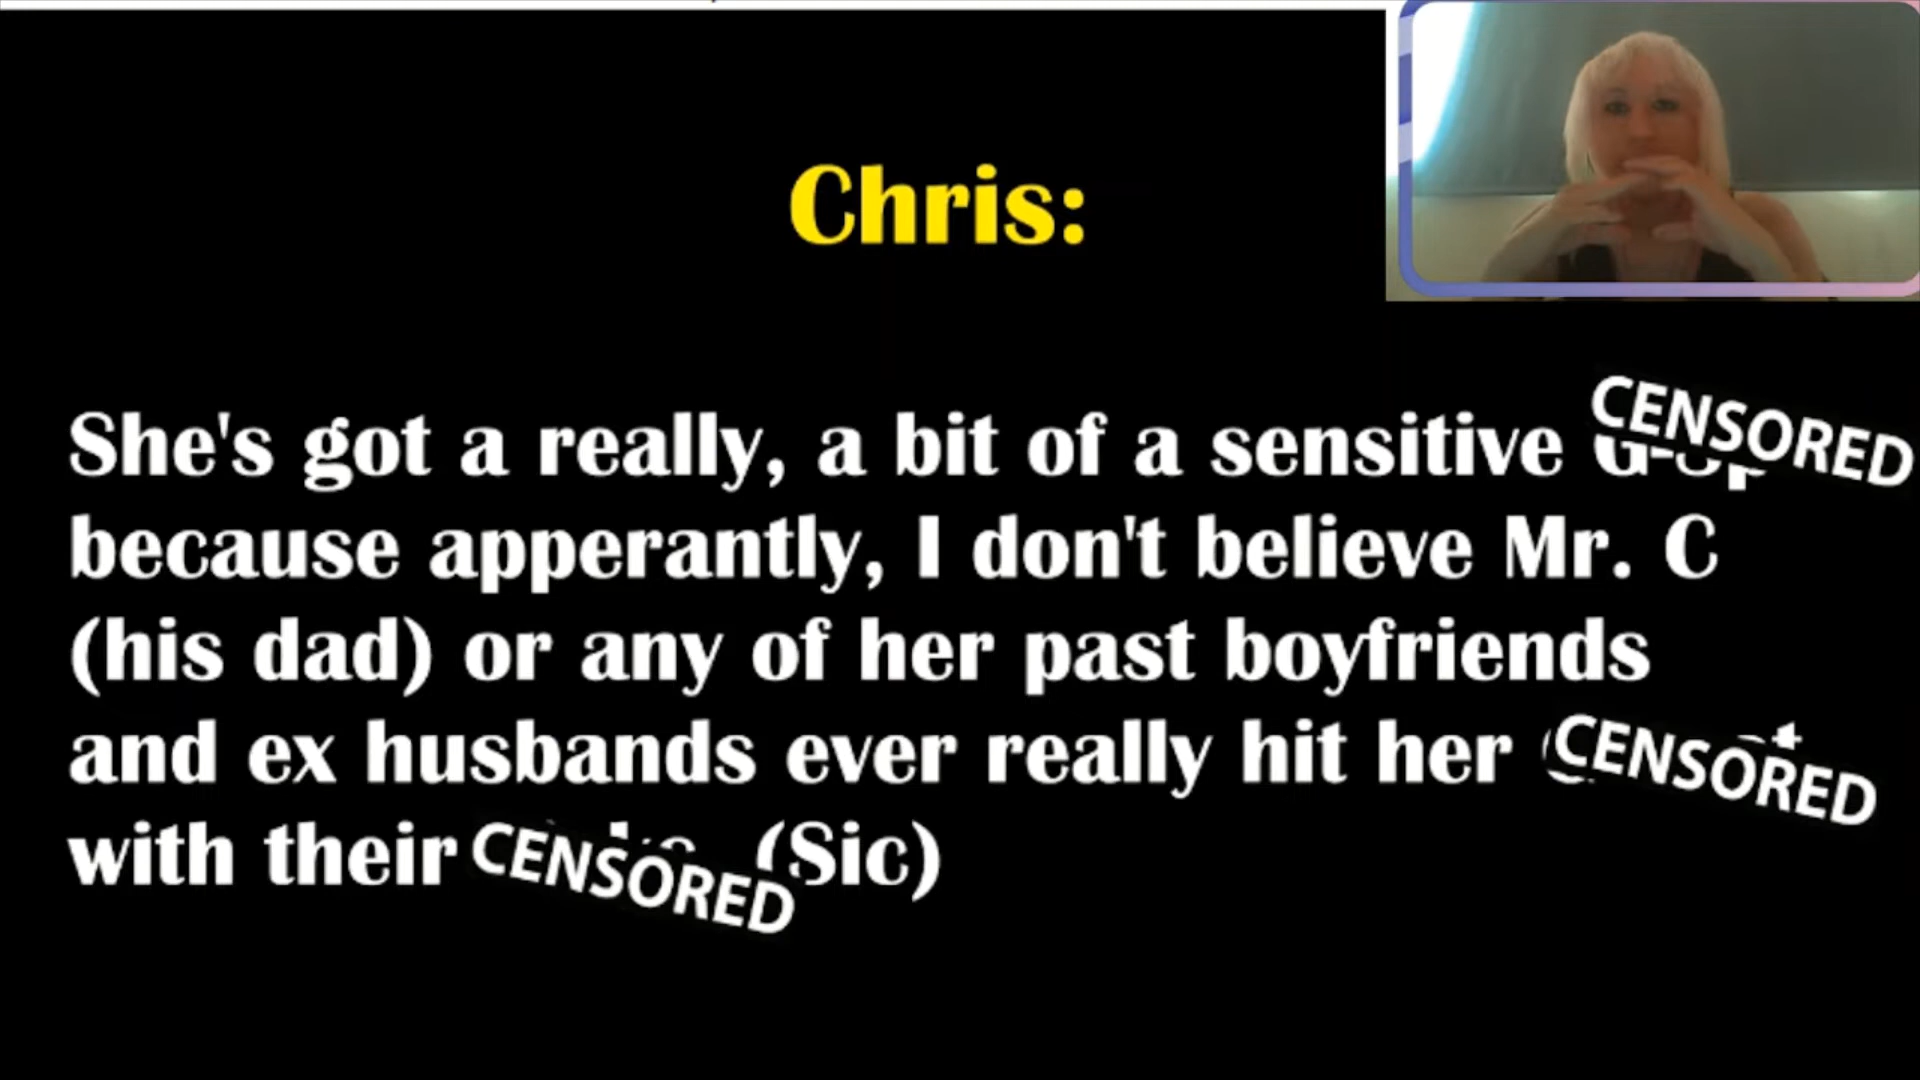 Chris:
She's got a really, a bit of a sensitive CENSORED
because apperantly, I don't believe Mr. C
(his dad) or any of her past boyfriends
and ex husbands ever really hit her CENSORED
with their CENSORED (Sic)